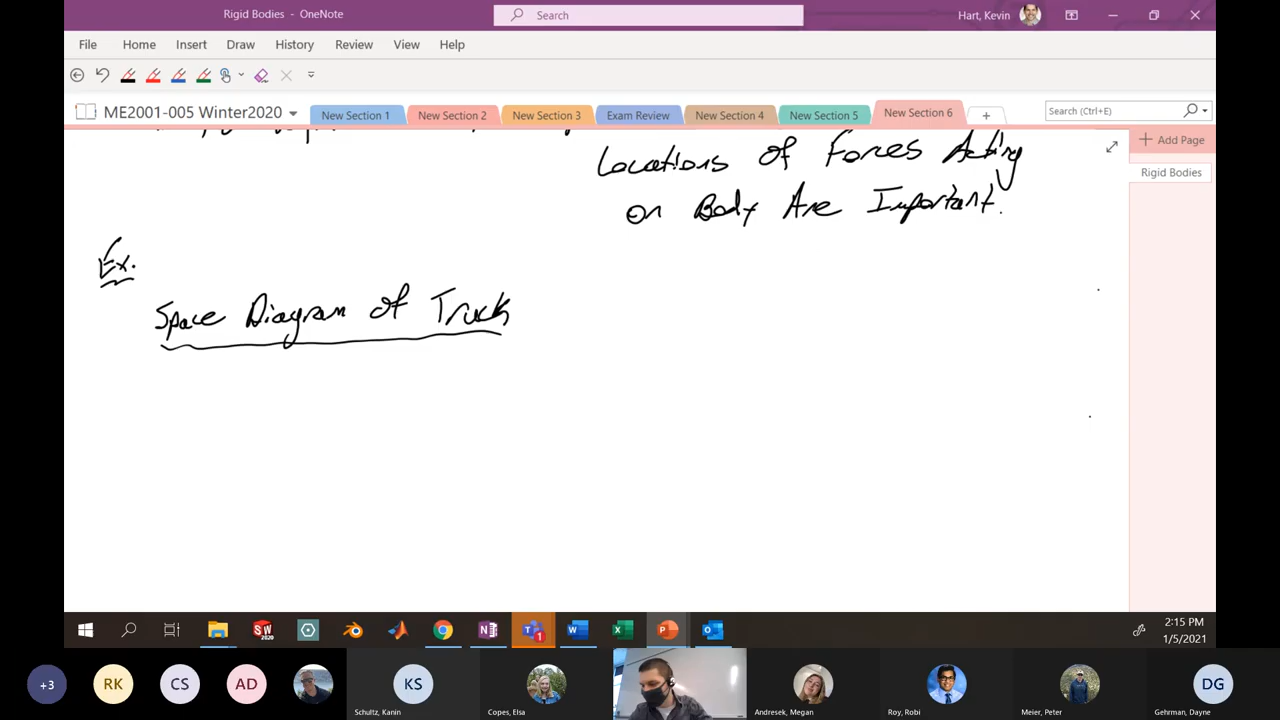 Rigid Bodies - OneNote
Search
Hart, Kevin
File Home Insert Draw History Review View Help
ME2001-005 Winter2020
New Section 1
New Section 2
New Section 3
Exam Review
New Section 4
New Section 5
New Section 6
Search (Ctrl+E)
Add Page
Rigid Bodies
Locations of Forces Acting
on Body Are Important.
Ex.
Space Diagram of Truck
SW
2020
N
1
W
X
P
O
2:15 PM
1/5/2021
+3
RK
CS
AD
KS
DG
Schultz, Kanin
Copes, Elsa
Andresek, Megan
Roy, Robi
Meier, Peter
Gehrman, Dayne